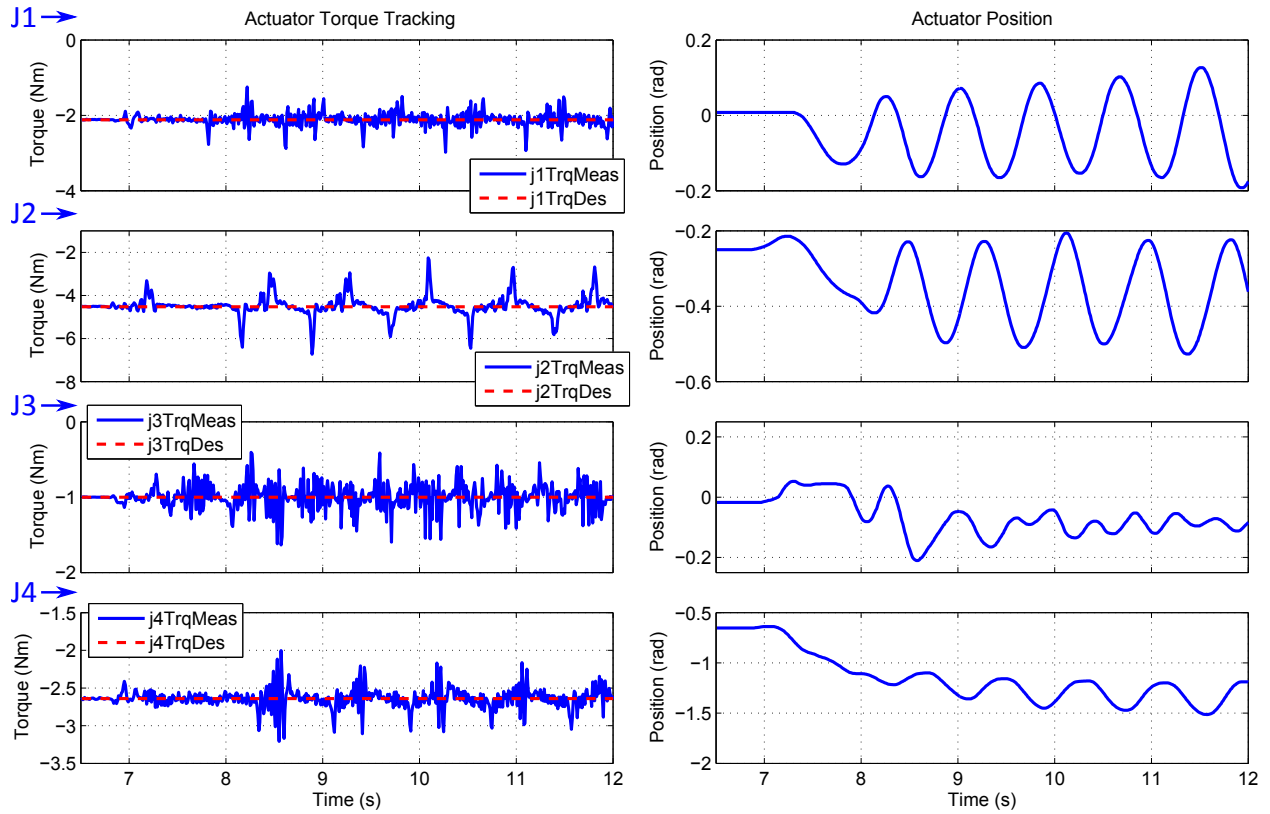 J1
Actuator Torque Tracking
Actuator Position
0
−2
−4
Torque (Nm)
j1TrqMeas
j1TrqDes
0.2
0
−0.2
Position (rad)
J2
−2
−4
−6
−8
Torque (Nm)
j2TrqMeas
j2TrqDes
−0.2
−0.4
−0.6
Position (rad)
J3
0
−1
2
Torque (Nm)
j3TrqMeas
j3TrqDes
0.2
0
−0.2
Position (rad)
J4
−1.5
−2
−2.5
−3
−3.5
Torque (Nm)
j4TrqMeas
j4TrqDes
7 8 9 10 11 12
Time (s)
−0.5
−1
−1.5
−2
Position (rad)
7 8 9 10 11 12
Time (s)